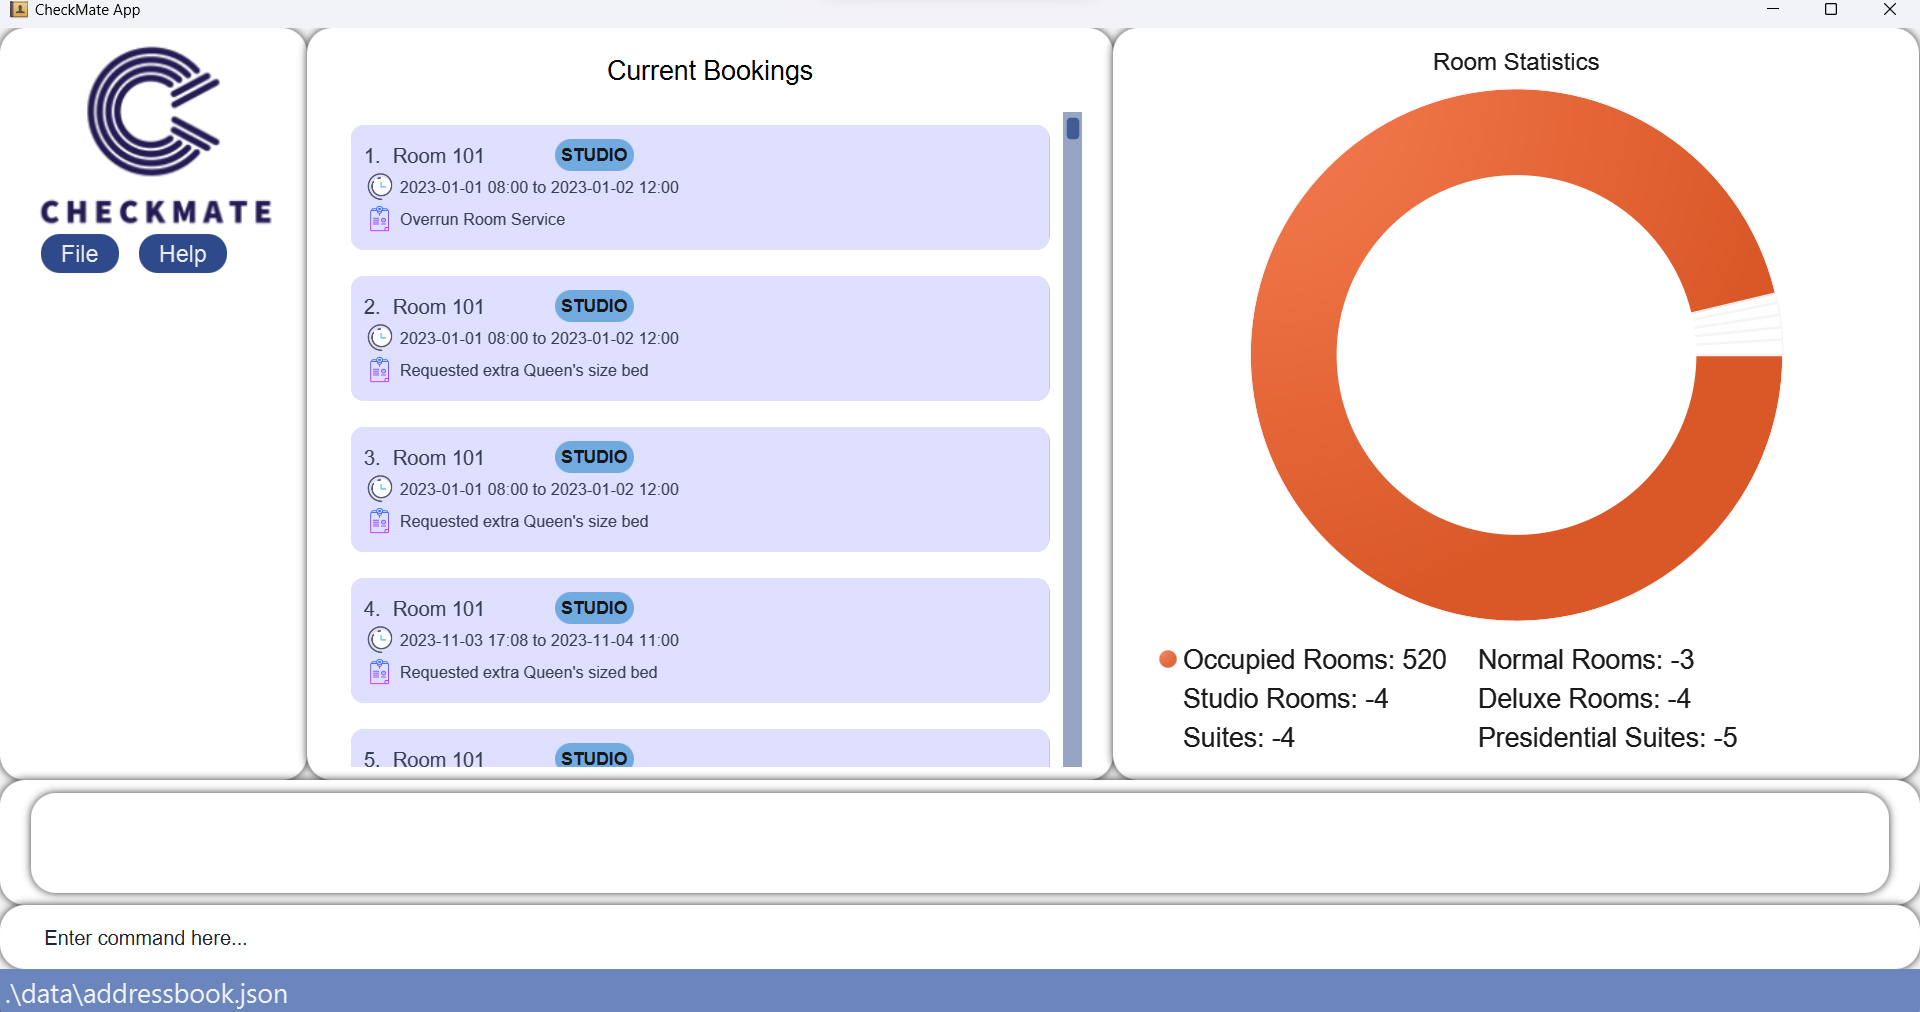 CheckMate App
CHECKMATE
File Help
Current Bookings
1. Room 101 STUDIO
2023-01-01 08:00 to 2023-01-02 12:00
Overrun Room Service
2. Room 101 STUDIO
2023-01-01 08:00 to 2023-01-02 12:00
Requested extra Queen's size bed
3. Room 101 STUDIO
2023-01-01 08:00 to 2023-01-02 12:00
Requested extra Queen's size bed
4. Room 101 STUDIO
2023-11-03 17:08 to 2023-11-04 11:00
Requested extra Queen's sized bed
5. Room 101 STUDIO
Room Statistics
Occupied Rooms: 520 Normal Rooms: -3
Studio Rooms: -4 Deluxe Rooms: -4
Suites: -4 Presidential Suites: -5
Enter command here...
.\data\addressbook.json